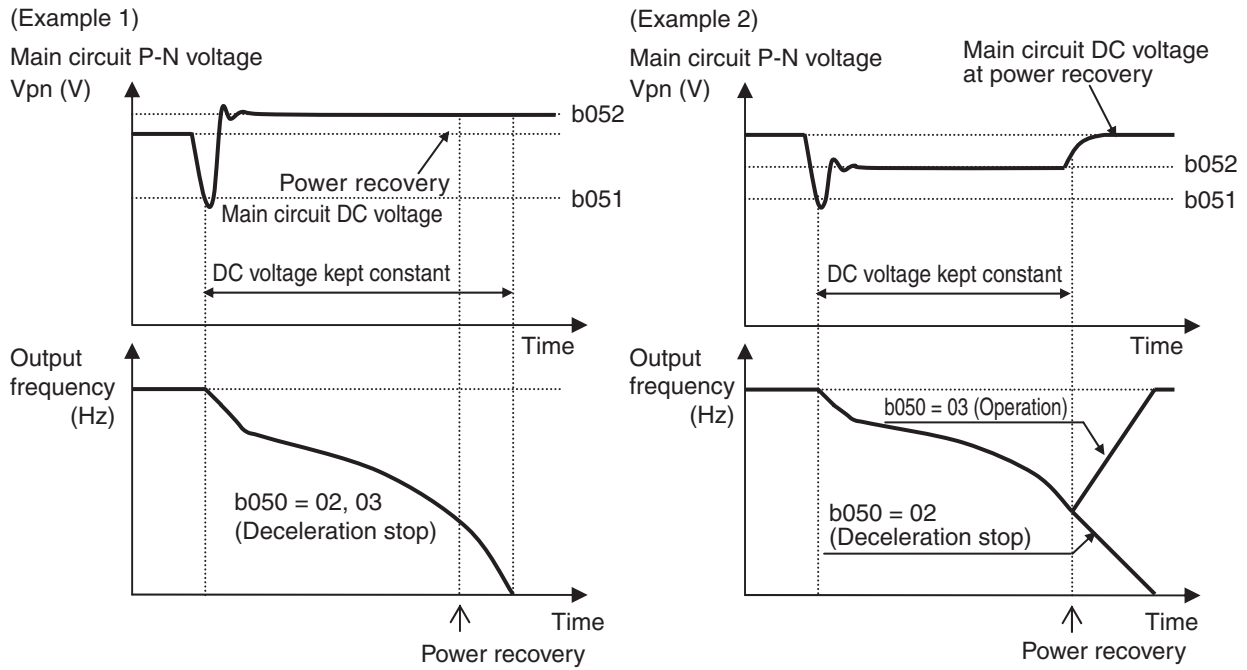 (Example 1)
Main circuit P-N voltage
Vpn (V)
b052
Power recovery
b051
Main circuit DC voltage
DC voltage kept constant
Time
Output
frequency
(Hz)
b050 = 02, 03
(Deceleration stop)
Time
Power recovery
(Example 2)
Main circuit P-N voltage
Vpn (V)
Main circuit DC voltage
at power recovery
b052
b051
DC voltage kept constant
Time
Output
frequency
(Hz)
b050 = 03 (Operation)
b050 = 02
(Deceleration stop)
Time
Power recovery